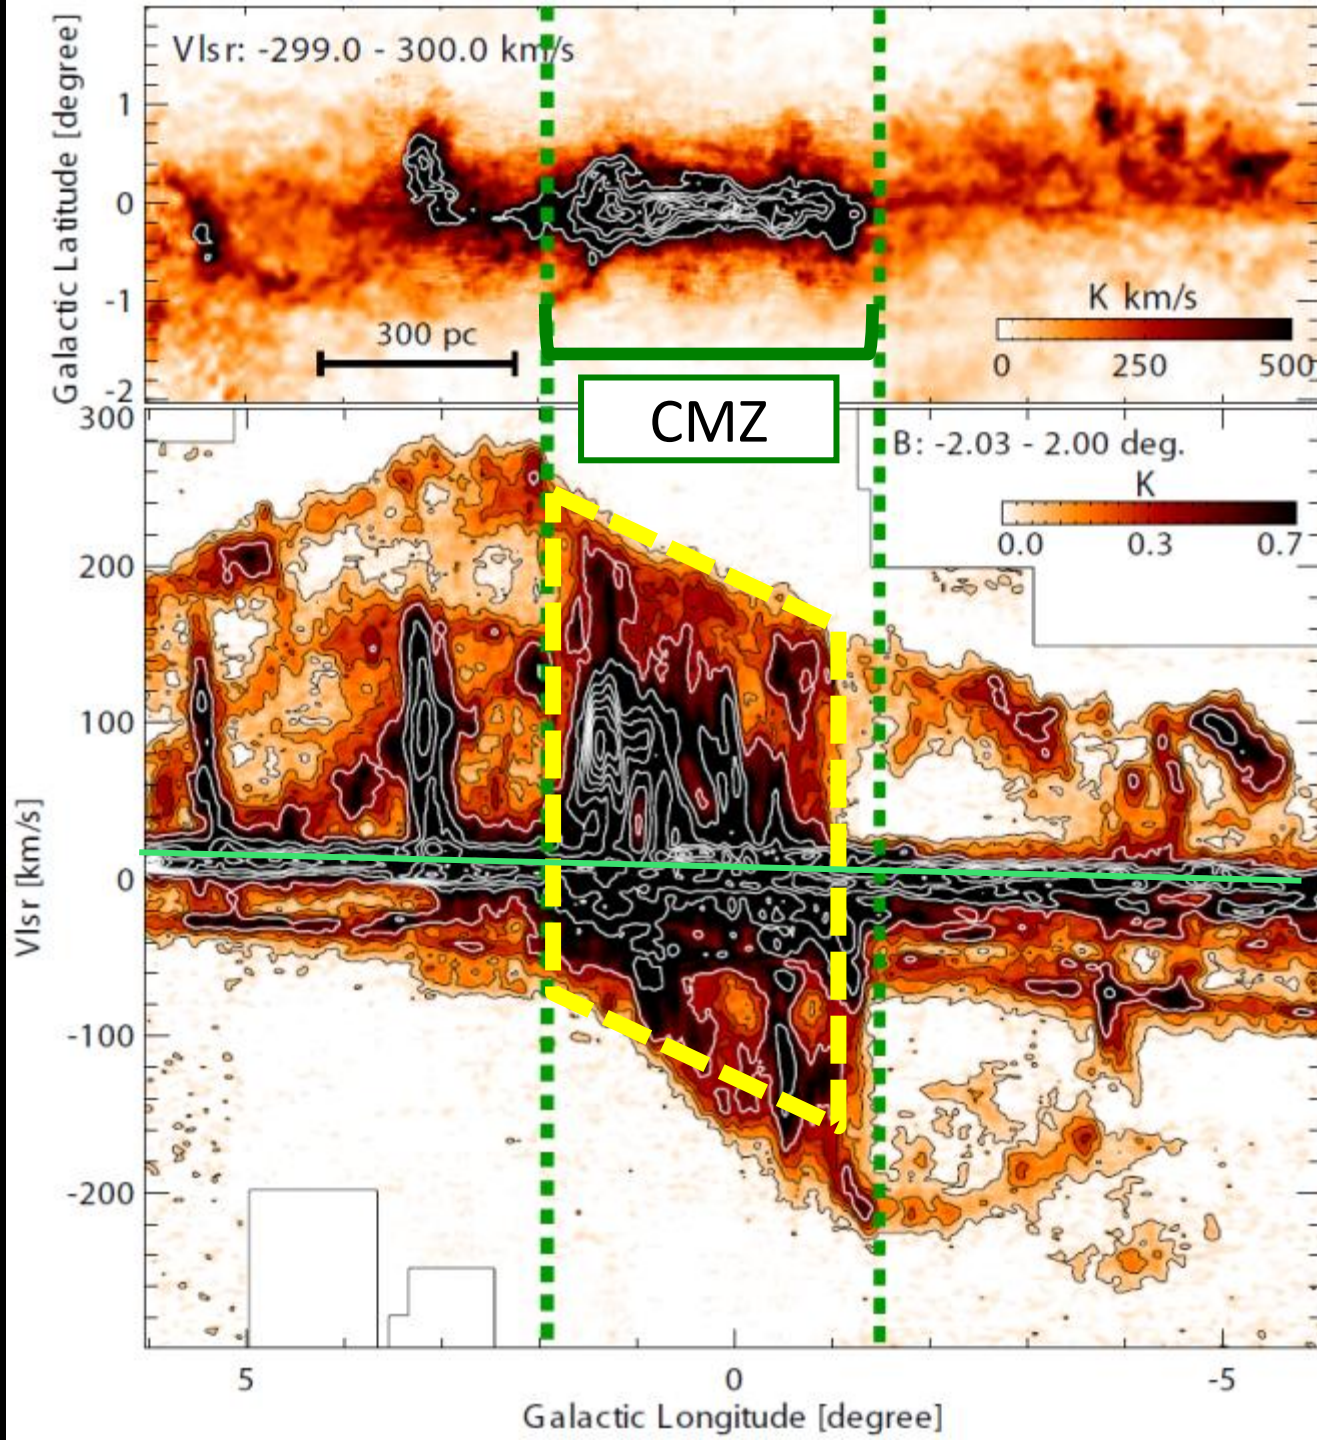 Galactic Latitude [degree]
Vlsr: -299.0 - 300.0 km/s
1
0
-1
-2
300 pc
K km/s
0 250 500
CMZ
Vlsr [km/s]
300
200
100
0
-100
-200
B: -2.03 - 2.00 deg.
K
0.0 0.3 0.7
5 0 -5
Galactic Longitude [degree]